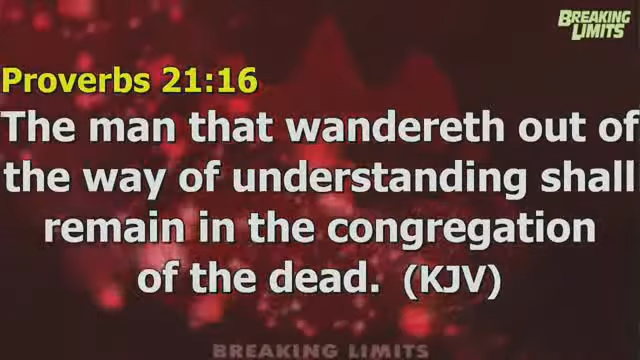 BREAKING
LIMITS
Proverbs 21:16
The man that wandereth out of
the way of understanding shall
remain in the congregation
of the dead. (KJV)
BREAKING LIMITS